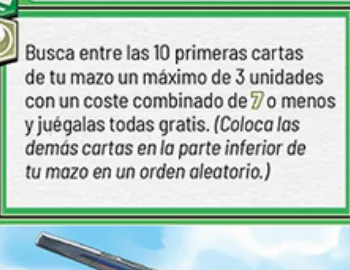 Busca entre las 10 primeras cartas
de tu mazo un máximo de 3 unidades
con un coste combinado de 7 o menos
y juégalas todas gratis. (Coloca las
demás cartas en la parte inferior de
tu mazo en un orden aleatorio.)